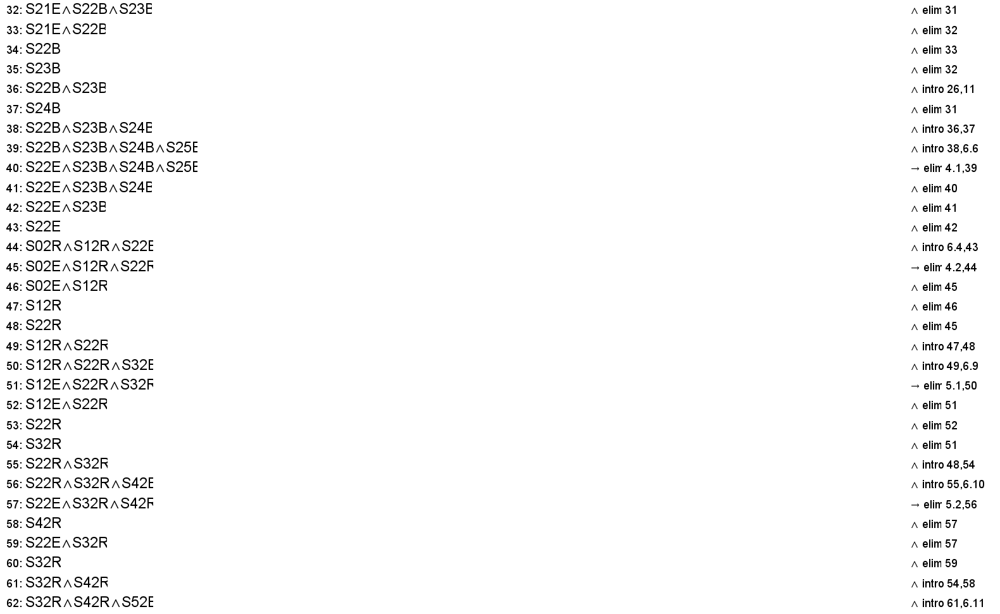 32: S21E∧S22B∧S23B ∧ elim 31
33: S21E∧S22B ∧ elim 32
34: S22B ∧ elim 33
35: S23B ∧ elim 32
36: S22B∧S23B ∧ intro 26,11
37: S24B ∧ elim 31
38: S22B∧S23B∧S24B ∧ intro 36,37
39: S22B∧S23B∧S24B∧S25E ∧ intro 38,6.6
40: S22E∧S23B∧S24B∧S25B → elim 4.1,39
41: S22E∧S23B∧S24B ∧ elim 40
42: S22E∧S23B ∧ elim 41
43: S22E ∧ elim 42
44: S02R∧S12R∧S22E ∧ intro 6.4,43
45: S02E∧S12R∧S22R → elim 4.2,44
46: S02E∧S12R ∧ elim 45
47: S12R ∧ elim 46
48: S22R ∧ elim 45
49: S12R∧S22R ∧ intro 47,48
50: S12R∧S22R∧S32E ∧ intro 49,6.9
51: S12E∧S22R∧S32R → elim 5.1,50
52: S12E∧S22R ∧ elim 51
53: S22R ∧ elim 52
54: S32R ∧ elim 51
55: S22R∧S32R ∧ intro 48,54
56: S22R∧S32R∧S42E ∧ intro 55,6.10
57: S22E∧S32R∧S42R → elim 5.2,56
58: S42R ∧ elim 57
59: S22E∧S32R ∧ elim 57
60: S32R ∧ elim 59
61: S32R∧S42R ∧ intro 54,58
62: S32R∧S42R∧S52E ∧ intro 61,6.11